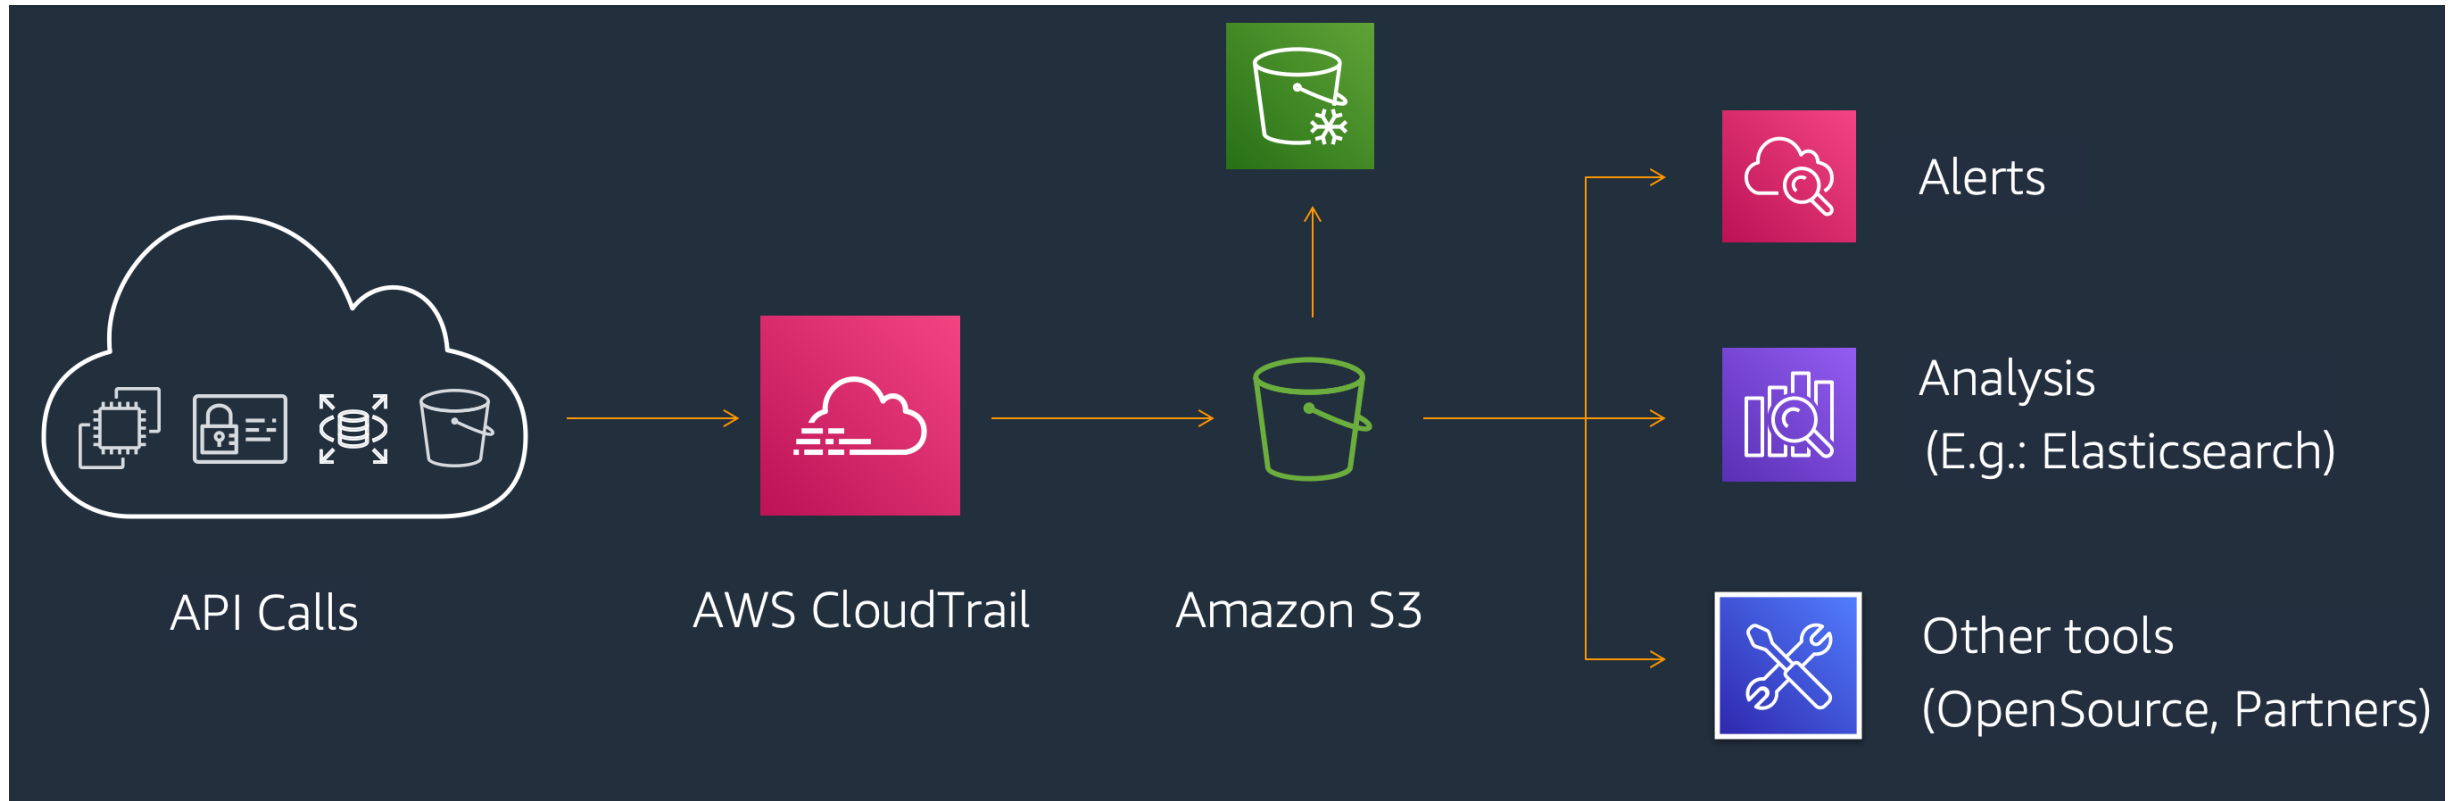 API Calls
AWS CloudTrail
Amazon S3
Alerts
Analysis
(E.g.: Elasticsearch)
Other tools
(OpenSource, Partners)